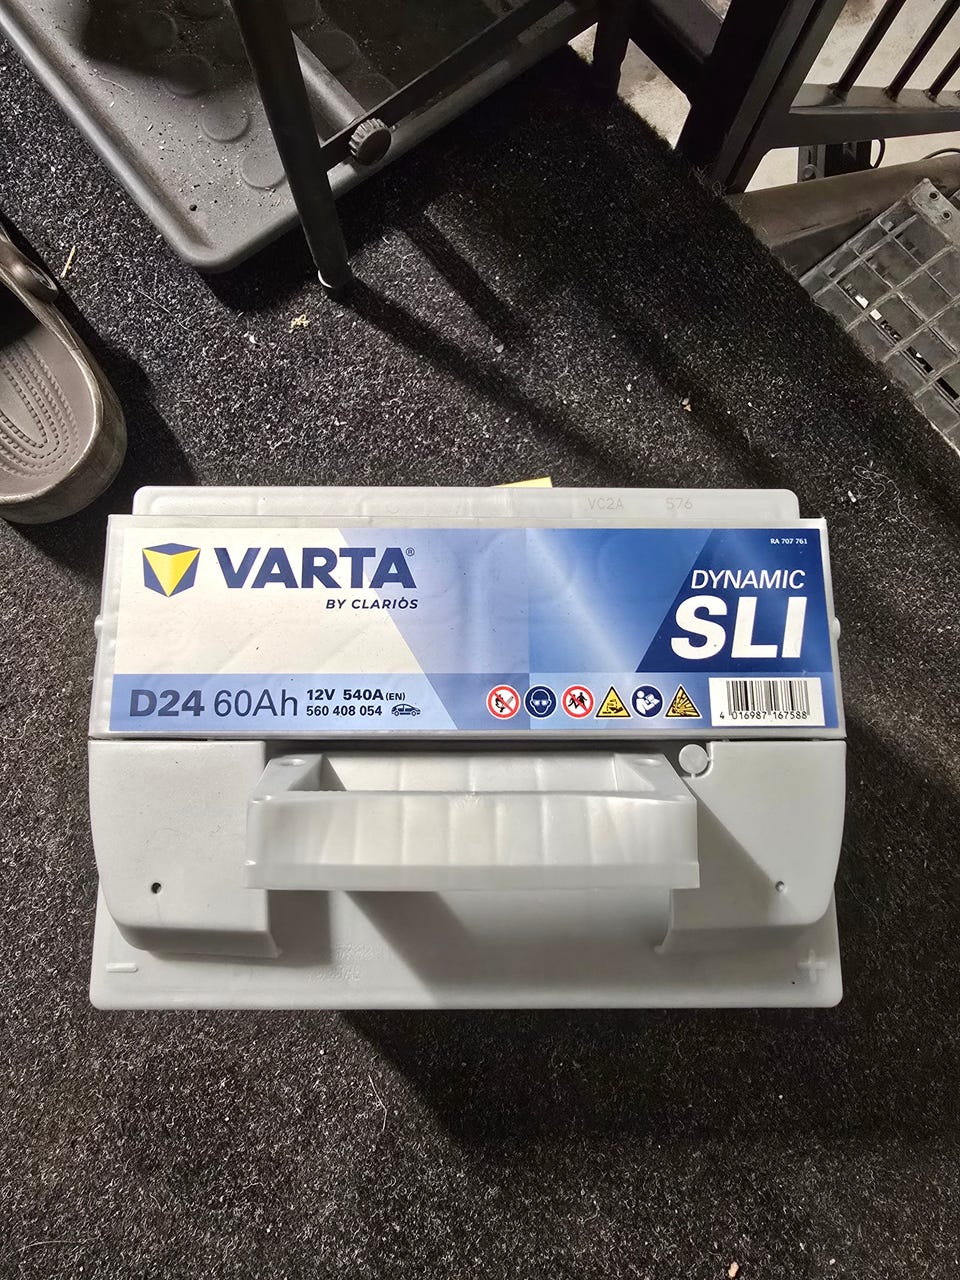 VC2A 576
VARTA®
BY CLARIOS
RA 707 761
DYNAMIC
SLI
D24 60Ah
12V 540A (EN)
560 408 054
4 016987 167588